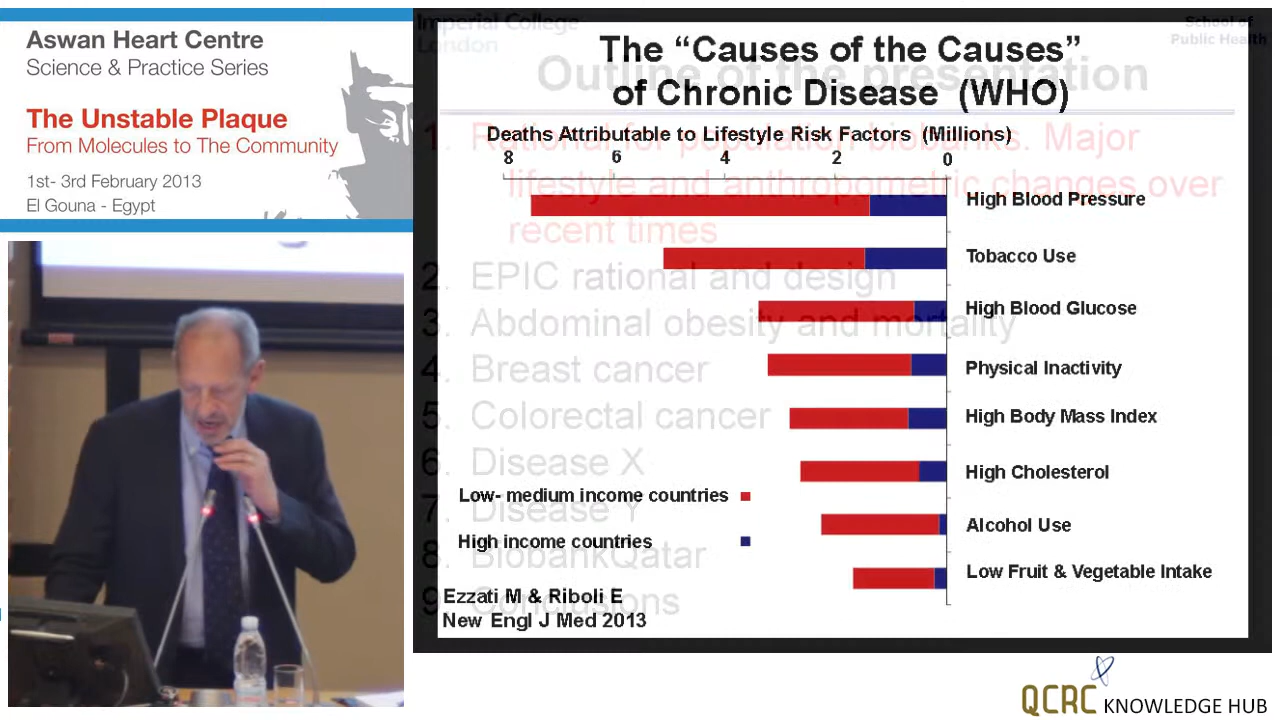 Aswan Heart Centre
Science & Practice Series
The Unstable Plaque
From Molecules to The Community
1st- 3rd February 2013
El Gouna - Egypt
Imperial College
London
School of
Public Health
The “Causes of the Causes”
of Chronic Disease (WHO)
Outline of the presentation
Deaths Attributable to Lifestyle Risk Factors (Millions)
8 6 4 2 0
High Blood Pressure
Tobacco Use
High Blood Glucose
Physical Inactivity
High Body Mass Index
High Cholesterol
Alcohol Use
Low Fruit & Vegetable Intake
Low- medium income countries
High income countries
Ezzati M & Riboli E
New Engl J Med 2013
1. Rational for population biobanks. Major
lifestyle and anthropometric changes over
recent times
2. EPIC rational and design
3. Abdominal obesity and mortality
4. Breast cancer
5. Colorectal cancer
6. Disease X
7. Disease Y
8. BiobankQatar
9. Conclusions
QCRC KNOWLEDGE HUB